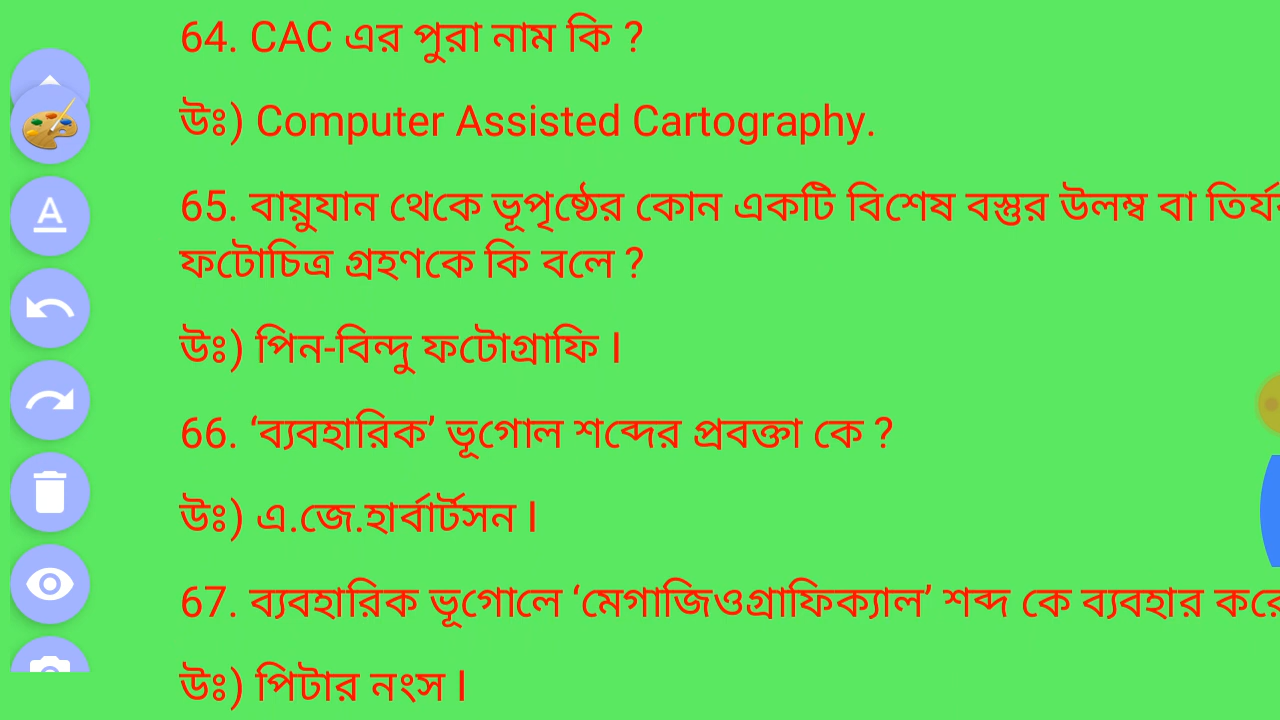 64. CAC এর পুরা নাম কি ?
উঃ) Computer Assisted Cartography.
65. বায়ুযান থেকে ভূপৃষ্ঠের কোন একটি বিশেষ বস্তুর উলম্ব বা
ফটোচিত্র গ্রহণকে কি বলে ?
উঃ) পিন-বিন্দু ফটোগ্রাফি।
66. ‘ব্যবহারিক’ ভূগোল শব্দের প্রবক্তা কে ?
উঃ) এ.জে.হার্বার্টসন।
67. ব্যবহারিক ভূগোলে ‘মেগাজিওগ্রাফিক্যাল’ শব্দ কে ব্যবহার
উঃ) পিটার নংস।